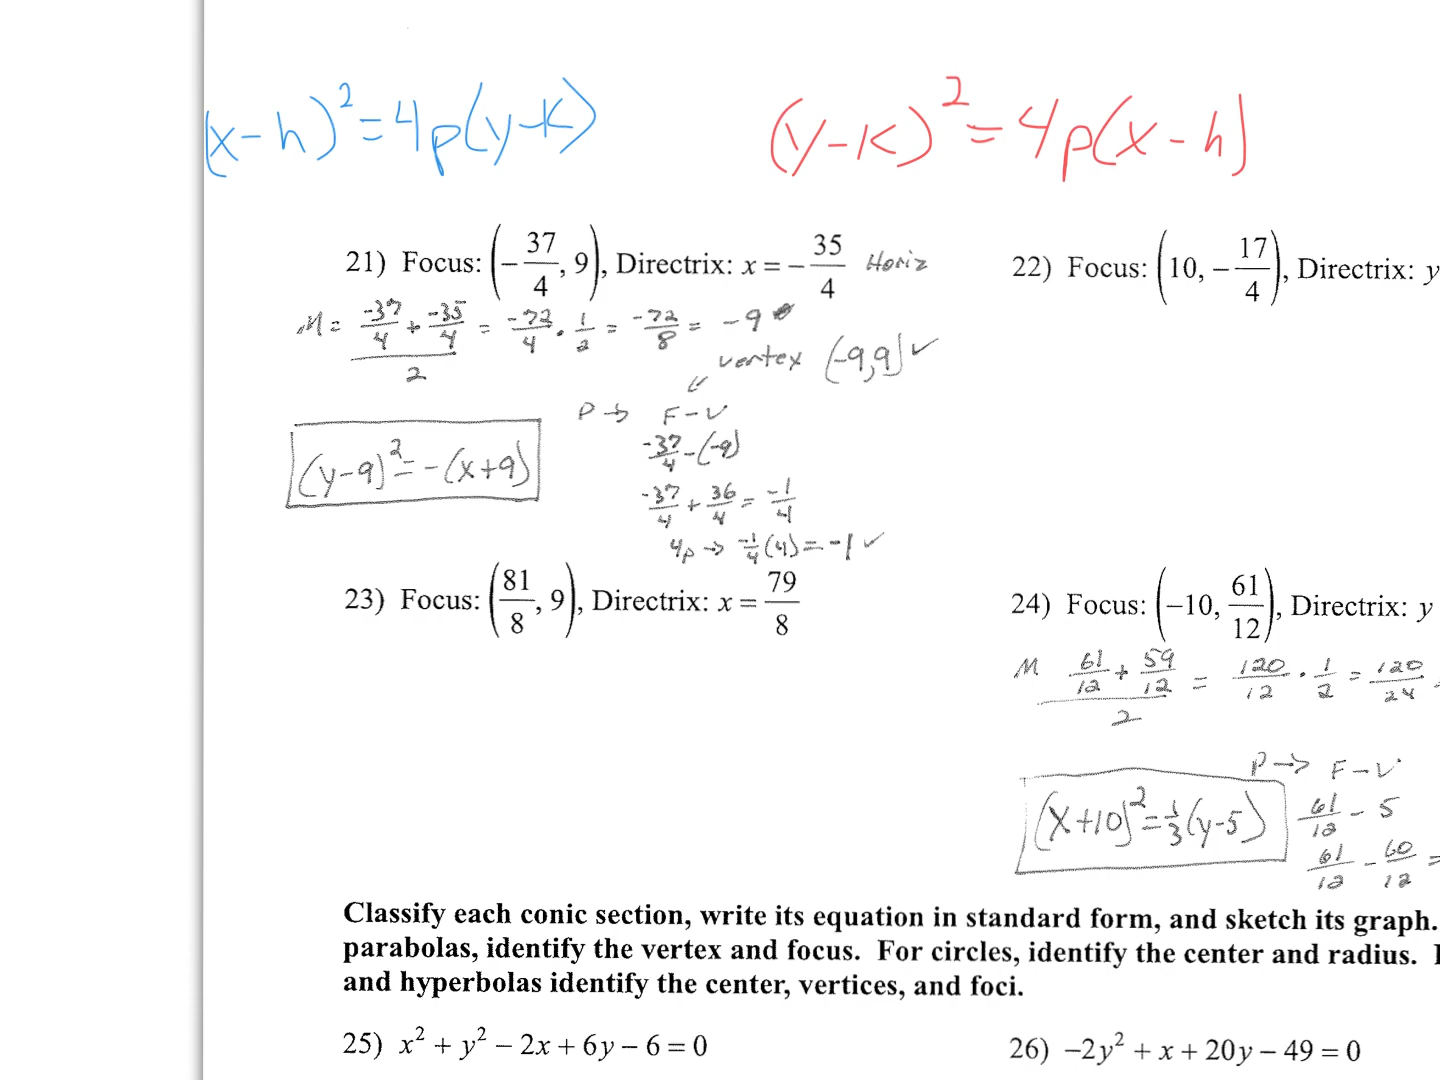 (x-h)² = 4p(y-k)
(y-k)² = 4p(x-h)
21) Focus: (-37/4, 9), Directrix: x = -35/4 Horiz
M = (-37/4 + -35/4)/2 = -72/4 · 1/2 = -72/8 = -9
vertex (-9,9) ✓
P → F-V
-37/4 - (-9)
(y-9)² = -(x+9)
-37/4 + 36/4 = -1/4
4p → -1/4 (4) = -1 ✓
22) Focus: (10, -17/4), Directrix: y
23) Focus: (81/8, 9), Directrix: x = 79/8
24) Focus: (-10, 61/12), Directrix: y
M (61/12 + 59/12)/2 = 120/12 · 1/2 = 120/24
P → F-V
(x+10)² = 1/3(y-5)
61/12 - 5
61/12 - 60/12 =
Classify each conic section, write its equation in standard form, and sketch its graph.
parabolas, identify the vertex and focus. For circles, identify the center and radius.
and hyperbolas identify the center, vertices, and foci.
25) x² + y² - 2x + 6y - 6 = 0
26) -2y² + x + 20y - 49 = 0